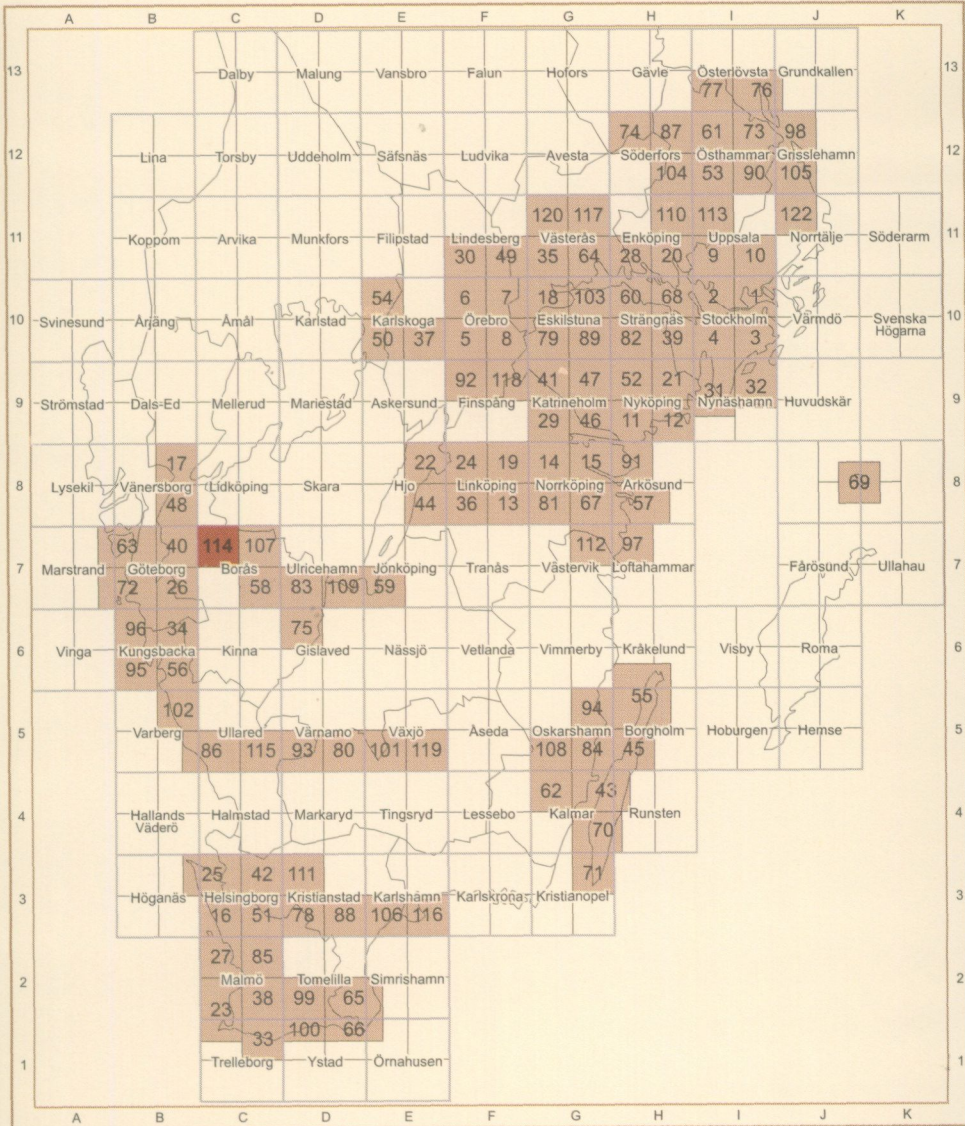 A B C D E F G H I J K
13 Dalby Malung Vansbro Falun Hofors Gävle Österlövsta Grundkallen 13
77 76
74 87 61 73 98
12 Lina Torsby Uddeholm Säfsnäs Ludvika Avesta Söderfors Östhammar Grisslehamn 12
104 53 90 105
120 117 110 113 122
11 Koppom Arvika Munkfors Filipstad Lindesberg Västerås Enköping Uppsala Norrtälje Söderarm 11
30 49 35 64 28 20 9 10
54 6 7 18 103 60 68 2 1
10 Svinesund Årjäng Åmål Karlstad Karlskoga Örebro Eskilstuna Strängnäs Stockholm Värmdö Svenska Högarna 10
50 37 5 8 79 89 82 39 4 3
92 118 41 47 52 21 31 32
9 Strömstad Dals-Ed Mellerud Mariestad Askersund Finspång Katrineholm Nyköping Nynäshamn Huvudskär 9
29 46 11 12
17 22 24 19 14 15 91
8 Lysekil Vänersborg Lidköping Skara Hjo Linköping Norrköping Arkösund 69 8
48 44 36 13 81 67 57
63 40 114 107 112 97
7 Marstrand Göteborg Borås Ulricehamn Jönköping Tranås Västervik Loftahammar Fårösund Ullahau 7
72 26 58 83 109 59
96 34 75
6 Vinga Kungsbacka Kinna Gislaved Nässjö Vetlanda Vimmerby Kråkelund Visby Roma 6
95 56
102 94 55
5 Varberg Ullared Värnamo Växjö Åseda Oskarshamn Borgholm Hoburgen Hemse 5
86 115 93 80 101 119 108 84 45
62 43
4 Hallands Väderö Halmstad Markaryd Tingsryd Lessebo Kalmar Runsten 4
70
25 42 111 71
3 Höganäs Helsingborg Kristianstad Karlshamn Karlskrona Kristianopel 3
16 51 78 88 106 116
27 85
2 Malmö Tomelilla Simrishamn 2
23 38 99 65
33 100 66
1 Trelleborg Ystad Örnahusen 1
A B C D E F G H I J K